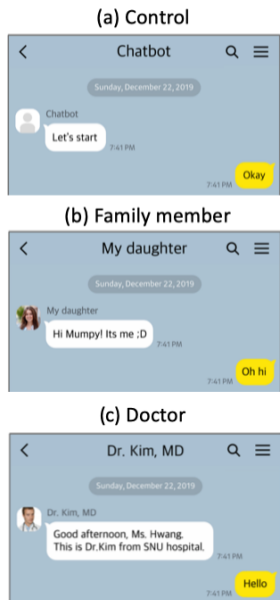 (a) Control
Chatbot
Sunday, December 22, 2019
Chatbot
Let's start
7:41 PM
Okay
7:41 PM
(b) Family member
My daughter
Sunday, December 22, 2019
My daughter
Hi Mumpy! Its me ;D
7:41 PM
Oh hi
7:41 PM
(c) Doctor
Dr. Kim, MD
Sunday, December 22, 2019
Dr. Kim, MD
Good afternoon, Ms. Hwang.
This is Dr.Kim from SNU hospital.
7:41 PM
Hello
7:41 PM